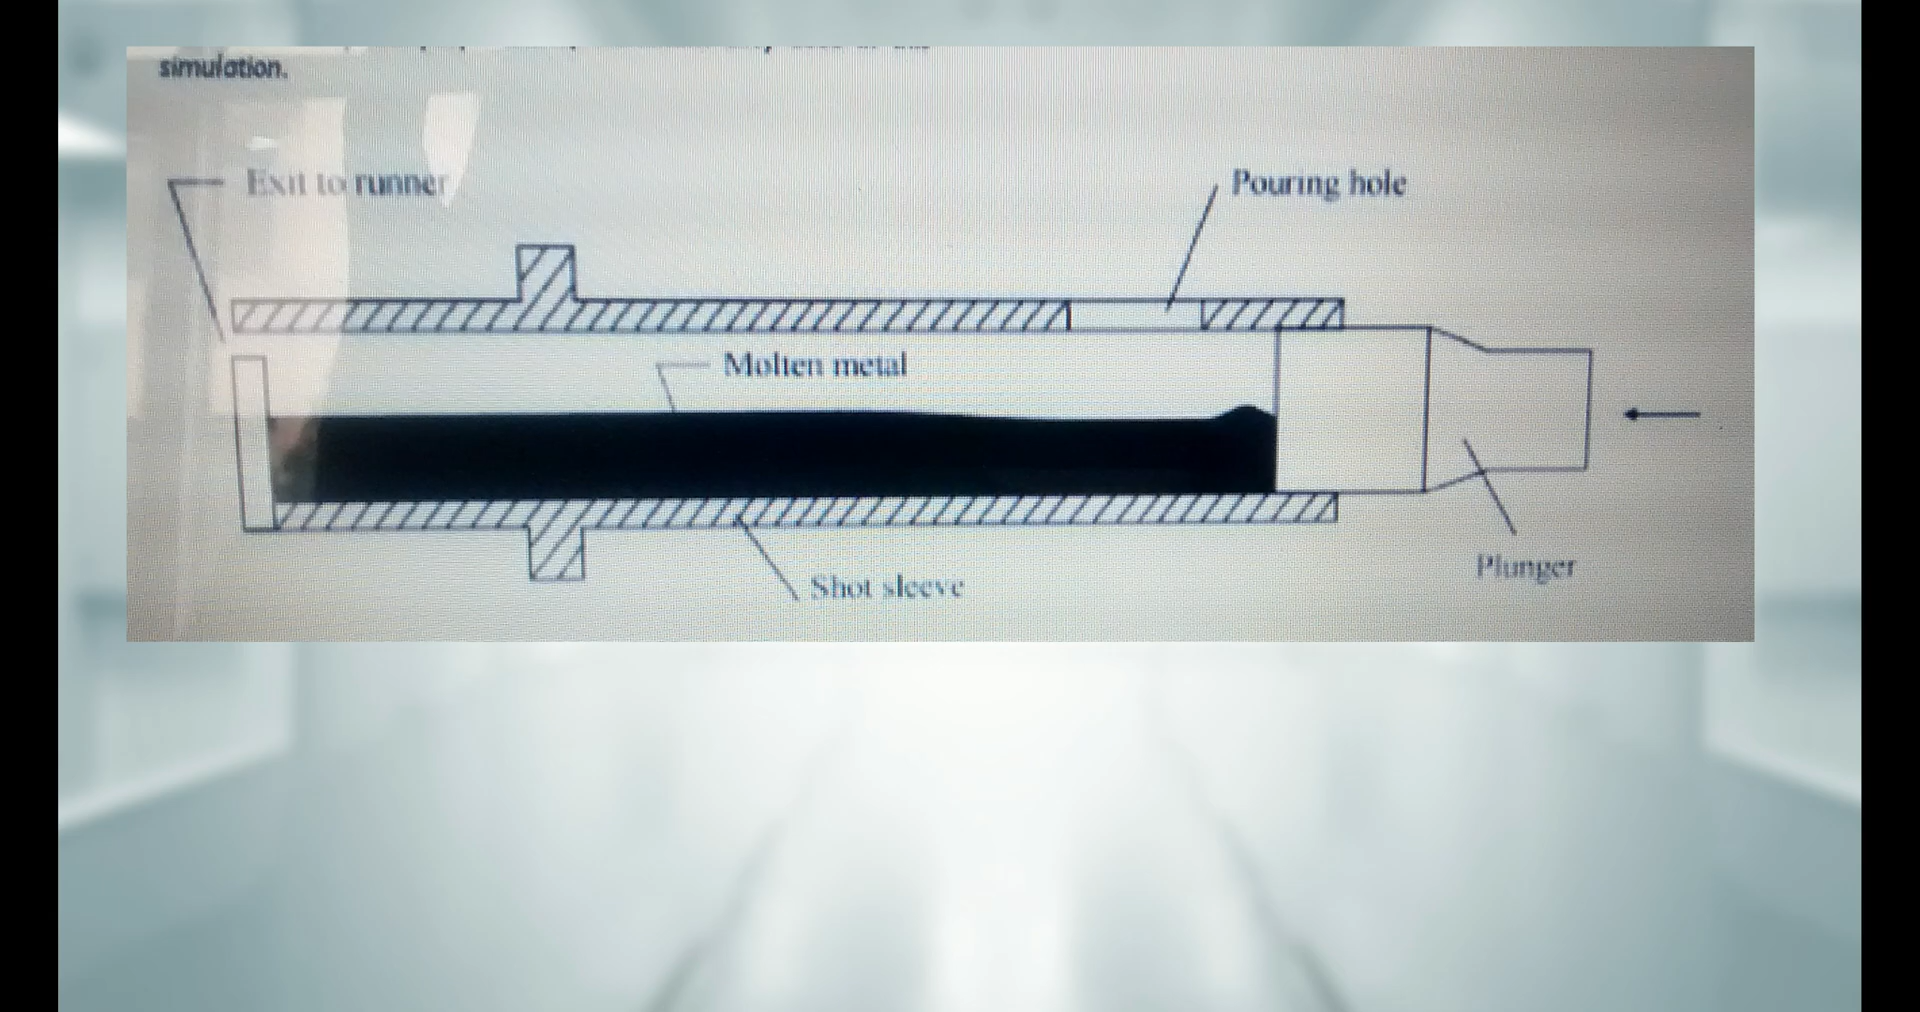 simulation.
Exit to runner
Pouring hole
Molten metal
Shot sleeve
Plunger